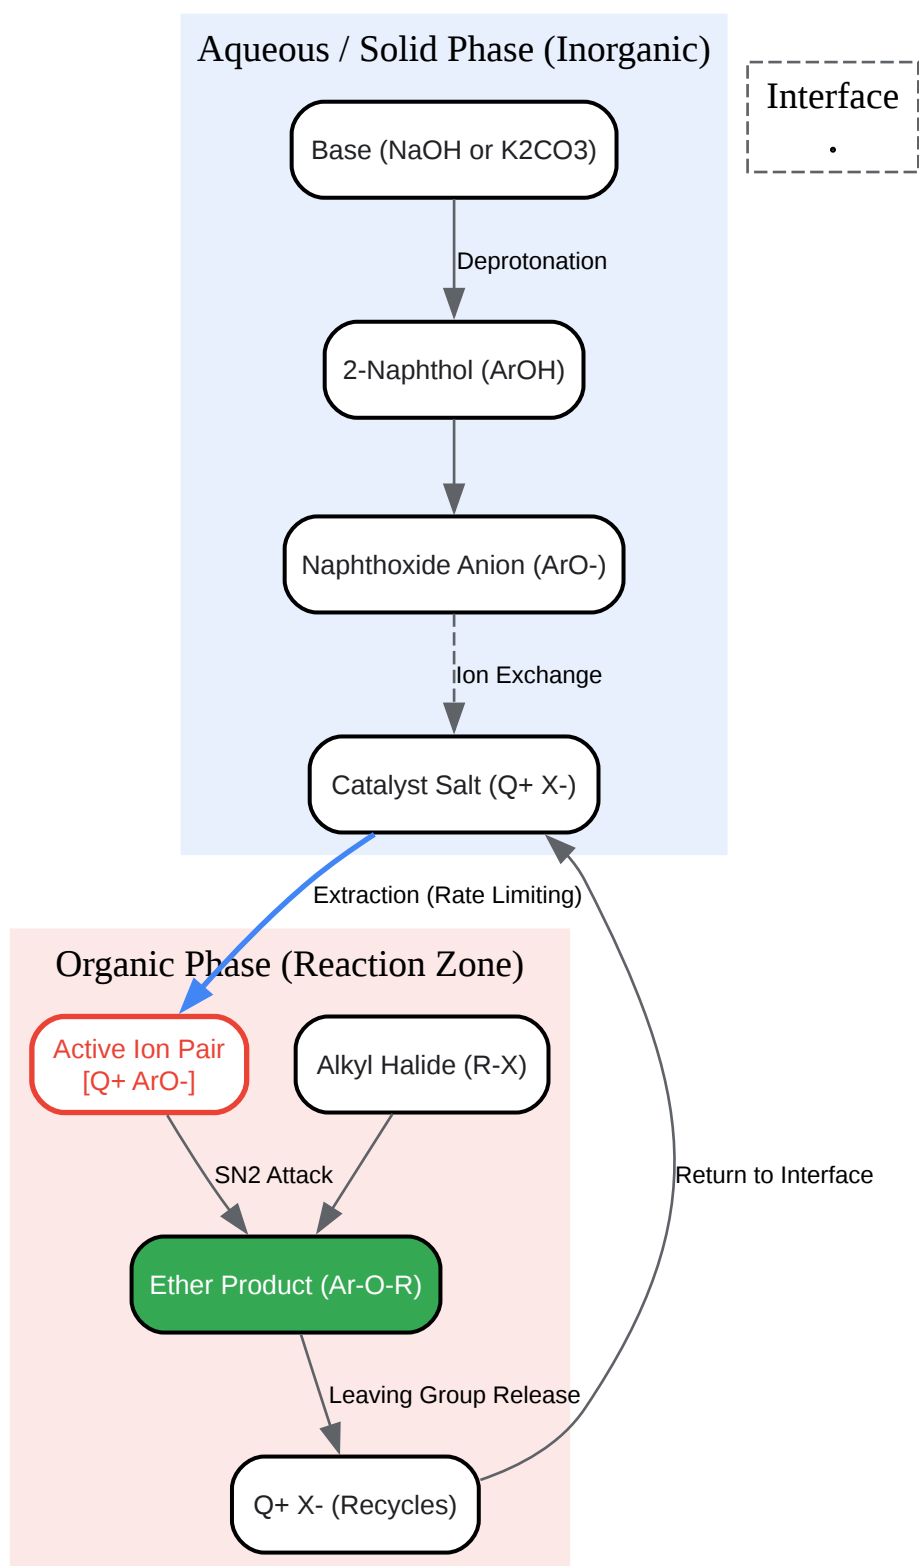 Aqueous / Solid Phase (Inorganic)
Interface
.
Base (NaOH or K2CO3)
Deprotonation
2-Naphthol (ArOH)
Naphthoxide Anion (ArO-)
Ion Exchange
Catalyst Salt (Q+ X-)
Extraction (Rate Limiting)
Organic Phase (Reaction Zone)
Active Ion Pair
[Q+ ArO-]
Alkyl Halide (R-X)
SN2 Attack
Return to Interface
Ether Product (Ar-O-R)
Leaving Group Release
Q+ X- (Recycles)